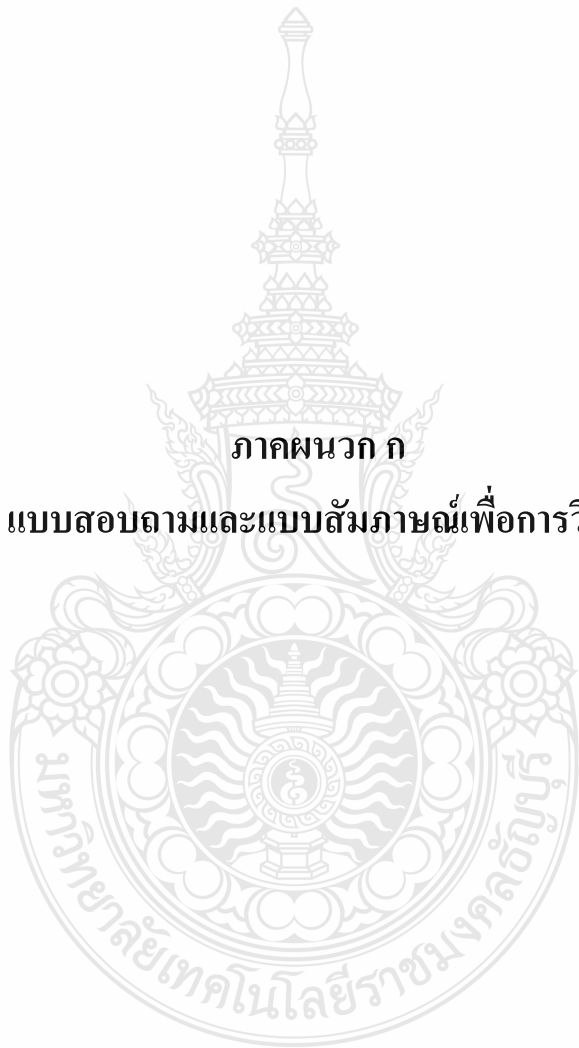 ภาคผนวก ก
แบบสอบถามและแบบสัมภาษณ์เพื่อการวิ
มหาวิทยาลัยเทคโนโลยีราชมงคลธัญบุรี